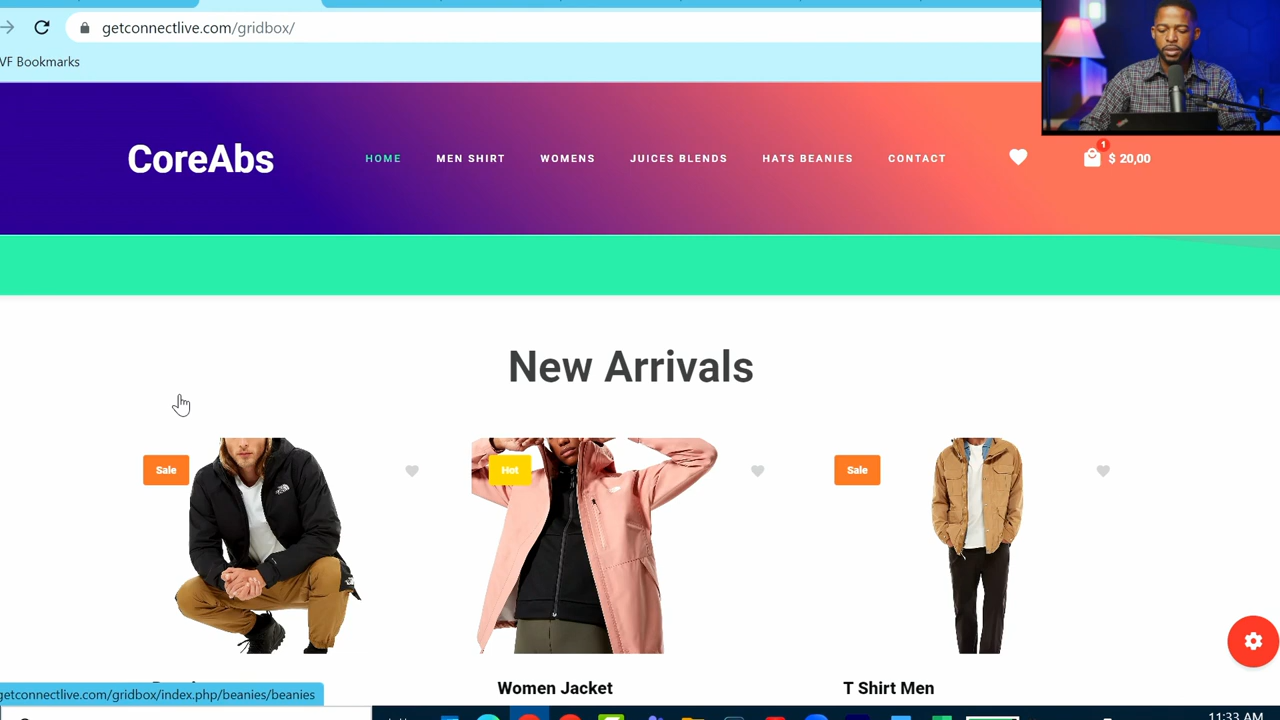 getconnectlive.com/gridbox/
VF Bookmarks
CoreAbs
HOME MEN SHIRT WOMENS JUICES BLENDS HATS BEANIES CONTACT
1
$ 20,00
New Arrivals
Sale
Hot
Sale
Women Jacket
T Shirt Men
getconnectlive.com/gridbox/index.php/beanies/beanies
11:33 AM